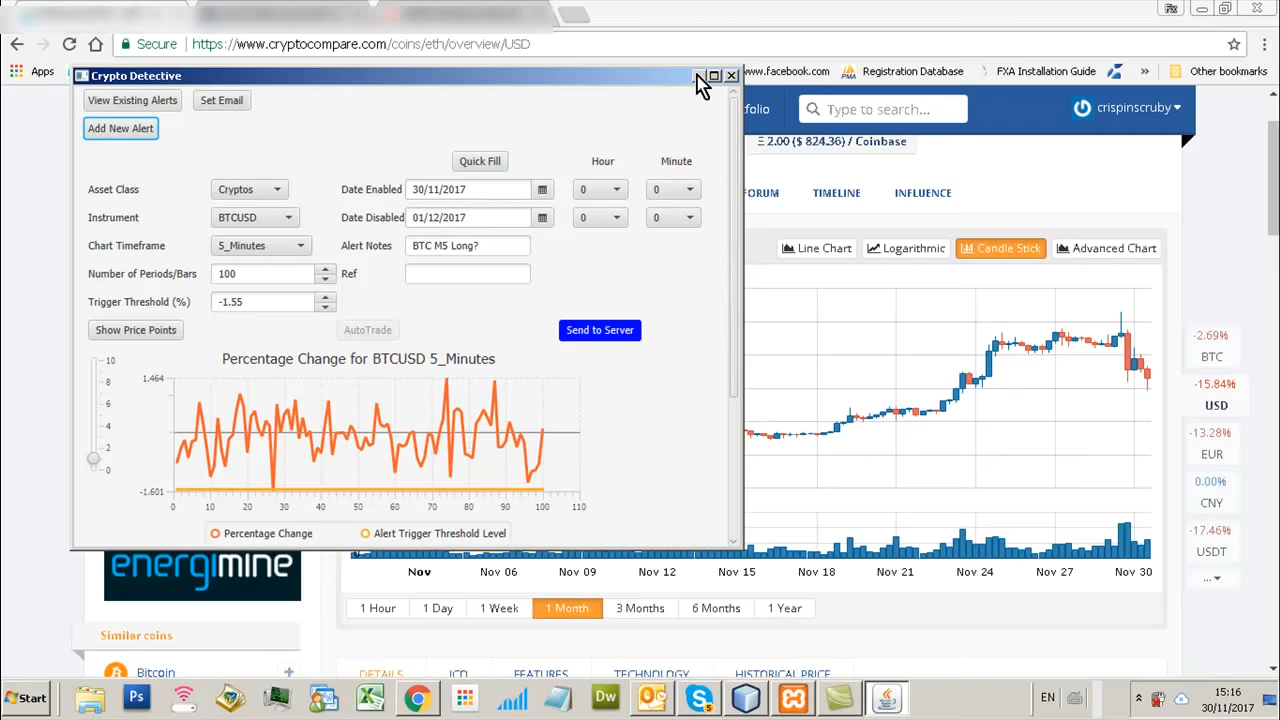 Secure
https://www.cryptocompare.com/coins/eth/overview/USD
Apps
www.facebook.com
Registration Database
FXA Installation Guide
Other bookmarks
Crypto Detective
View Existing Alerts
Set Email
Add New Alert
Quick Fill
Hour
Minute
Asset Class
Cryptos
Date Enabled
30/11/2017
0
0
Instrument
BTCUSD
Date Disabled
01/12/2017
0
0
Chart Timeframe
5_Minutes
Alert Notes
BTC M5 Long?
Number of Periods/Bars
100
Ref
Trigger Threshold (%)
-1.55
Show Price Points
AutoTrade
Send to Server
Percentage Change for BTCUSD 5_Minutes
10
8
6
4
2
0
1.464
-1.601
0 10 20 30 40 50 60 70 80 90 100 110
Percentage Change
Alert Trigger Threshold Level
folio
Type to search...
crispinscruby
Ξ 2.00 ($ 824.36) / Coinbase
ORUM
TIMELINE
INFLUENCE
Line Chart
Logarithmic
Candle Stick
Advanced Chart
-2.69%
BTC
-15.84%
USD
-13.28%
EUR
0.00%
CNY
-17.46%
USDT
...
Nov Nov 06 Nov 09 Nov 12 Nov 15 Nov 18 Nov 21 Nov 24 Nov 27 Nov 30
1 Hour
1 Day
1 Week
1 Month
3 Months
6 Months
1 Year
energimine
Similar coins
Bitcoin
DETAILS
ICO
FEATURES
TECHNOLOGY
HISTORICAL PRICE
Start
Ps
Dw
5
EN
15:16
30/11/2017